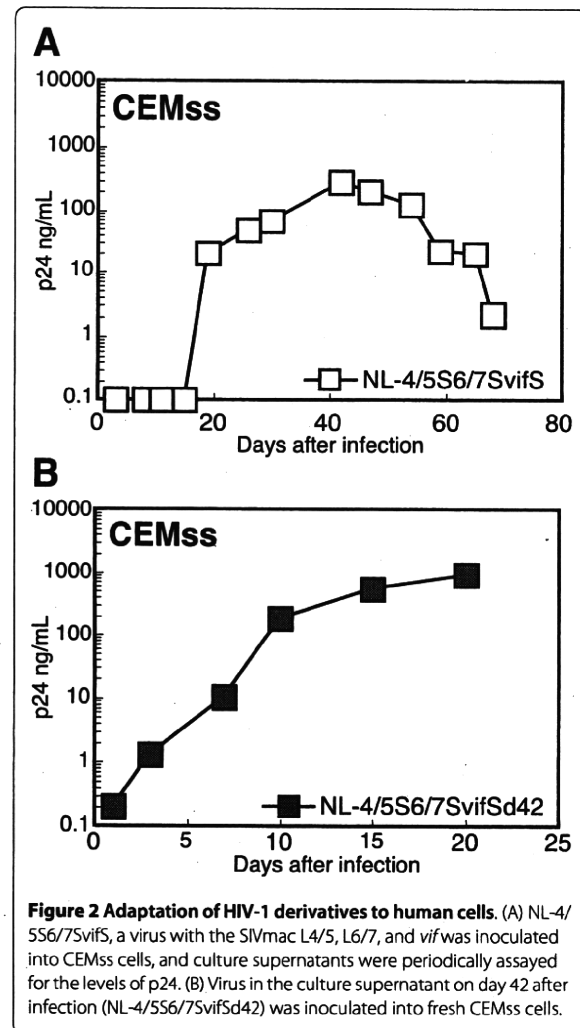 A
CEMss
10000
1000
100
10
1
0.1
p24 ng/mL
NL-4/5S6/7SvifS
0 20 40 60 80
Days after infection
B
CEMss
10000
1000
100
10
1
0.1
p24 ng/mL
NL-4/5S6/7SvifSd42
0 5 10 15 20 25
Days after infection
Figure 2 Adaptation of HIV-1 derivatives to human cells. (A) NL-4/
5S6/7SvifS, a virus with the SIVmac L4/5, L6/7, and vif was inoculated
into CEMss cells, and culture supernatants were periodically assayed
for the levels of p24. (B) Virus in the culture supernatant on day 42 after
infection (NL-4/5S6/7SvifSd42) was inoculated into fresh CEMss cells.